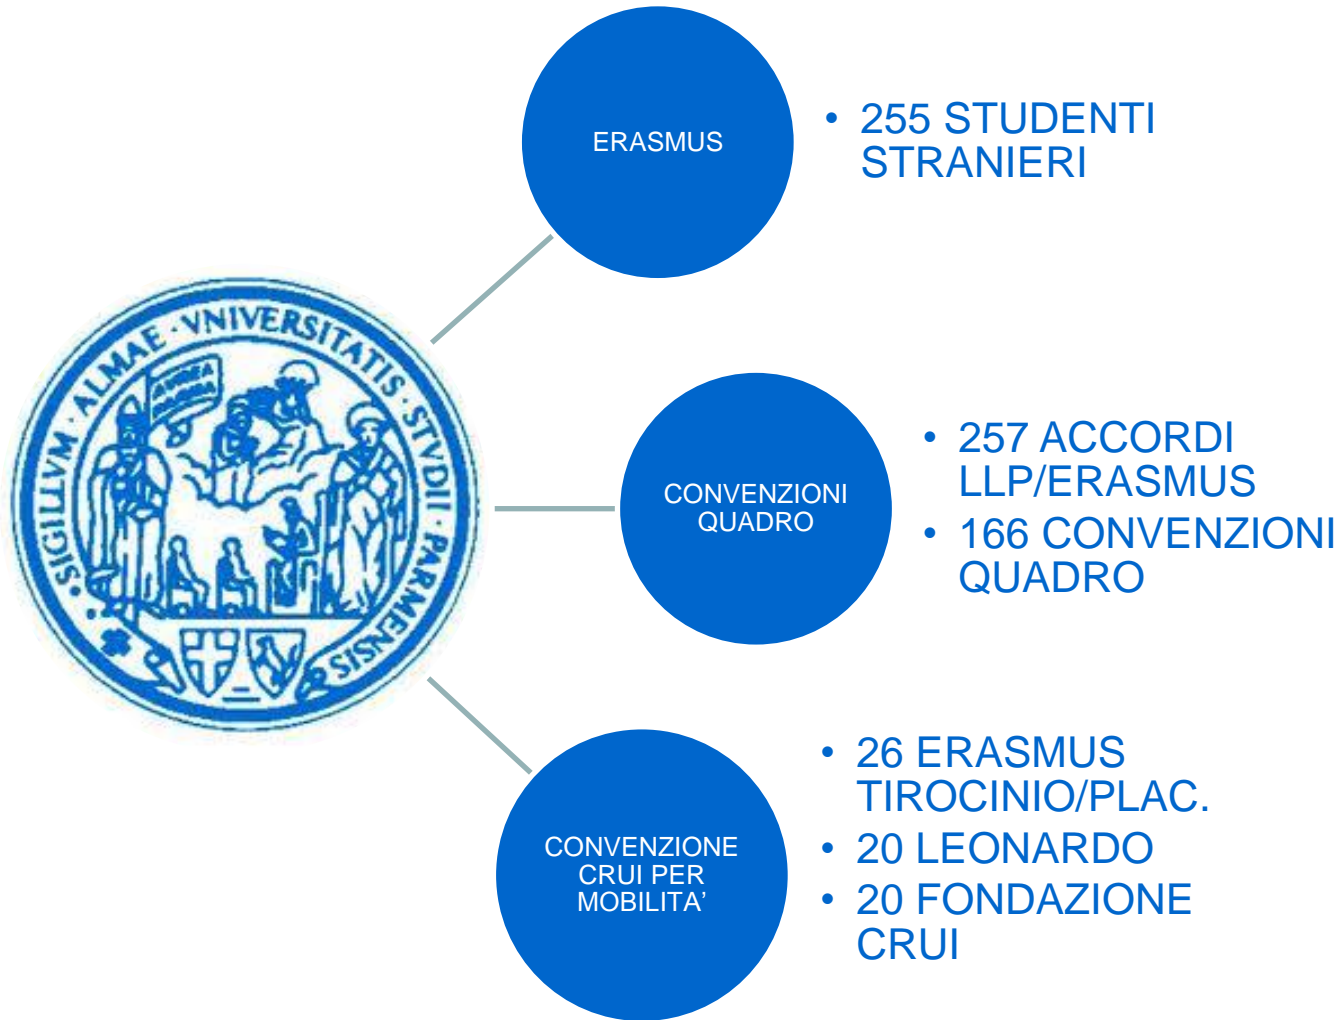 ERASMUS
• 255 STUDENTI
STRANIERI
SIGILLVM · ALMAE · VNIVERSITATIS · STVDII · PARMENSIS
CONVENZIONI
QUADRO
• 257 ACCORDI
LLP/ERASMUS
• 166 CONVENZIONI
QUADRO
CONVENZIONE
CRUI PER
MOBILITA’
• 26 ERASMUS
TIROCINIO/PLAC.
• 20 LEONARDO
• 20 FONDAZIONE
CRUI